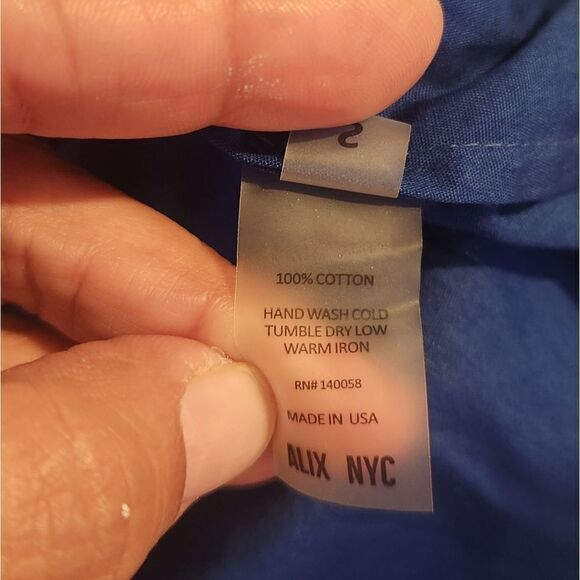 S
100% COTTON
HAND WASH COLD
TUMBLE DRY LOW
WARM IRON
RN# 140058
MADE IN USA
ALIX NYC